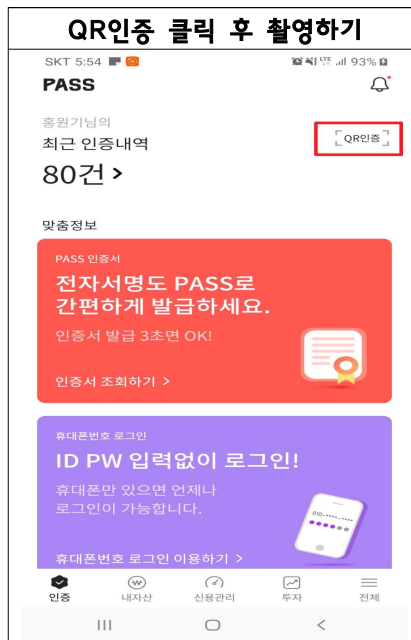 QR인증 클릭 후 촬영하기
SKT 5:54 LTE 93%
PASS
홍원기님의
최근 인증내역
QR인증
80건 >
맞춤정보
PASS 인증서
전자서명도 PASS로
간편하게 발급하세요.
인증서 발급 3초면 OK!
인증서 조회하기 >
휴대폰번호 로그인
ID PW 입력없이 로그인!
휴대폰만 있으면 언제나
로그인이 가능합니다.
010-****-****
휴대폰번호 로그인 이용하기 >
인증 내자산 신용관리 투자 전체